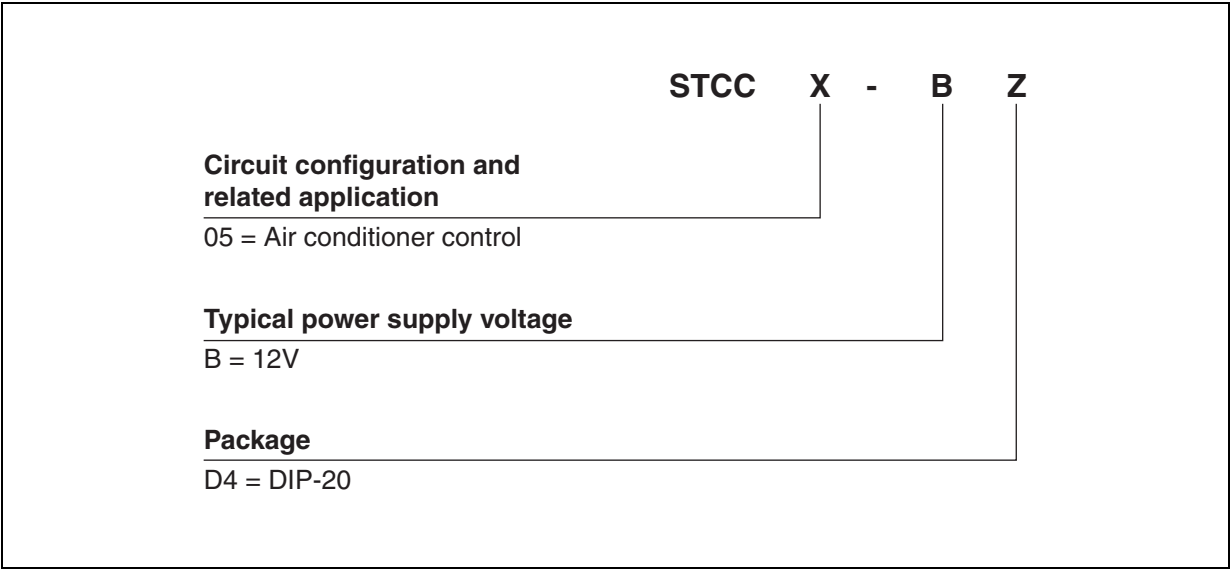 STCC X - B Z
Circuit configuration and
related application
05 = Air conditioner control
Typical power supply voltage
B = 12V
Package
D4 = DIP-20